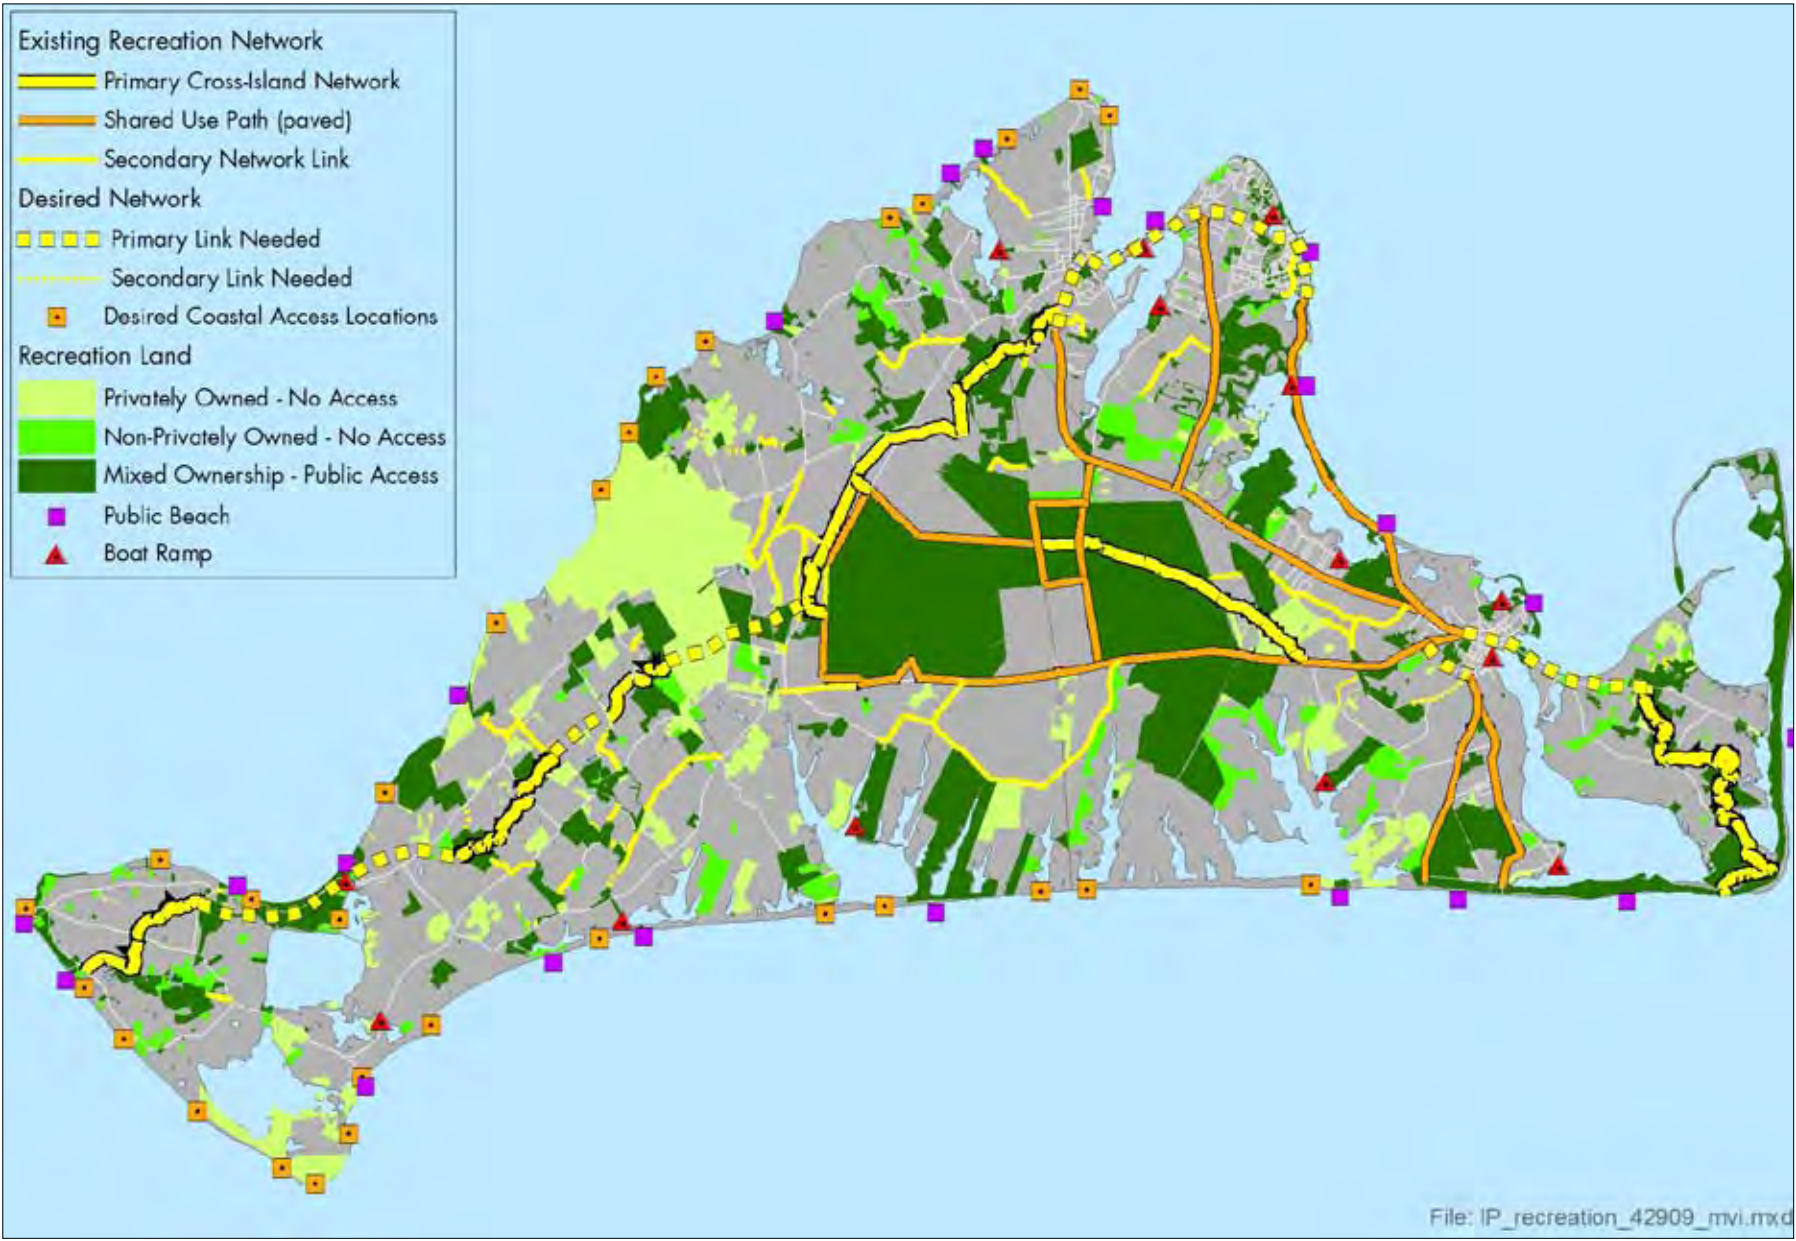 Existing Recreation Network
Primary Cross-Island Network
Shared Use Path (paved)
Secondary Network Link
Desired Network
Primary Link Needed
Secondary Link Needed
Desired Coastal Access Locations
Recreation Land
Privately Owned - No Access
Non-Privately Owned - No Access
Mixed Ownership - Public Access
Public Beach
Boat Ramp
File: IP_recreation_42909_mvi.mxd